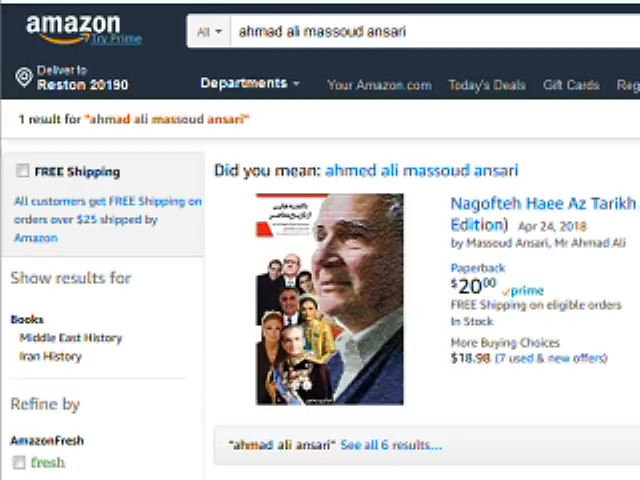 amazon
Try Prime
All
ahmad ali massoud ansari
Deliver to
Reston 20190
Departments
Your Amazon.com
Today's Deals
Gift Cards
Reg
1 result for "ahmad ali massoud ansari"
FREE Shipping
All customers get FREE Shipping on
orders over $25 shipped by
Amazon
Show results for
Books
Middle East History
Iran History
Refine by
AmazonFresh
fresh
Did you mean: ahmed ali massoud ansari
Nagofteh Haee Az Tarikh
Edition) Apr 24, 2018
by Massoud Ansari, Mr Ahmad Ali
Paperback
$20⁰⁰ prime
FREE Shipping on eligible orders
In Stock
More Buying Choices
$18.98 (7 used & new offers)
"ahmad ali ansari" See all 6 results...